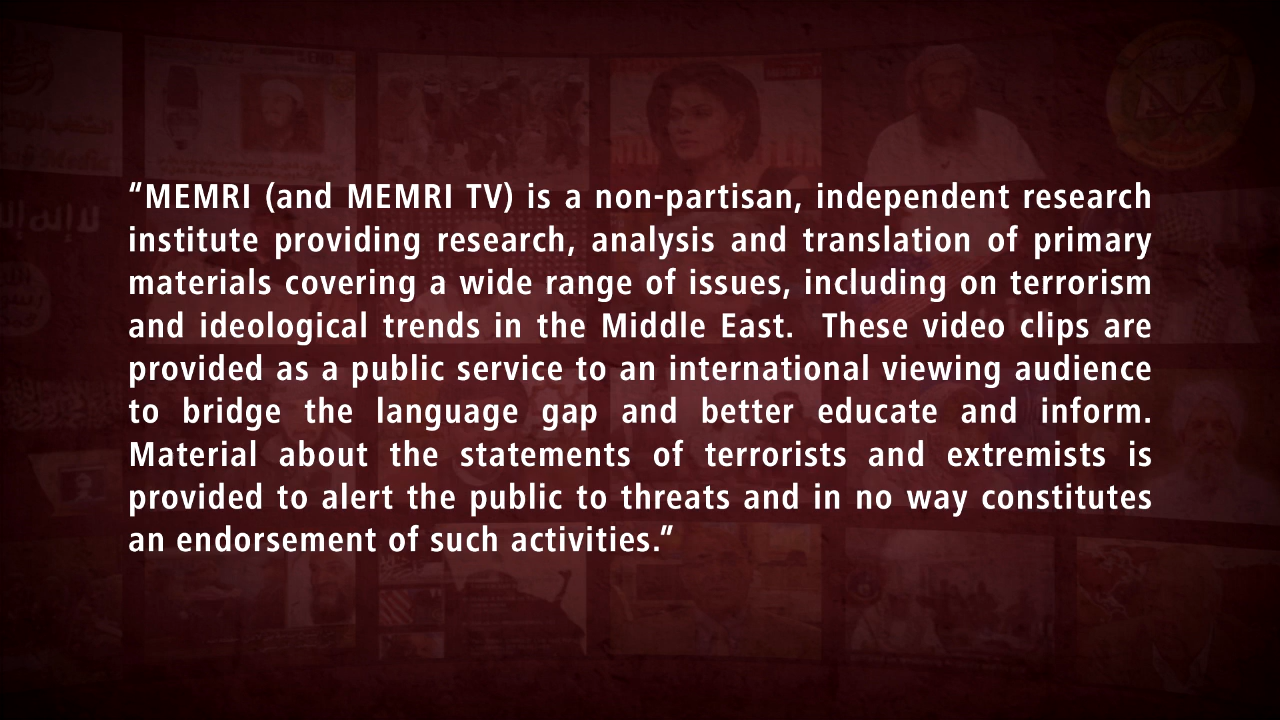 “MEMRI (and MEMRI TV) is a non-partisan, independent research
institute providing research, analysis and translation of primary
materials covering a wide range of issues, including on terrorism
and ideological trends in the Middle East.  These video clips are
provided as a public service to an international viewing audience
to bridge the language gap and better educate and inform.
Material about the statements of terrorists and extremists is
provided to alert the public to threats and in no way constitutes
an endorsement of such activities.”